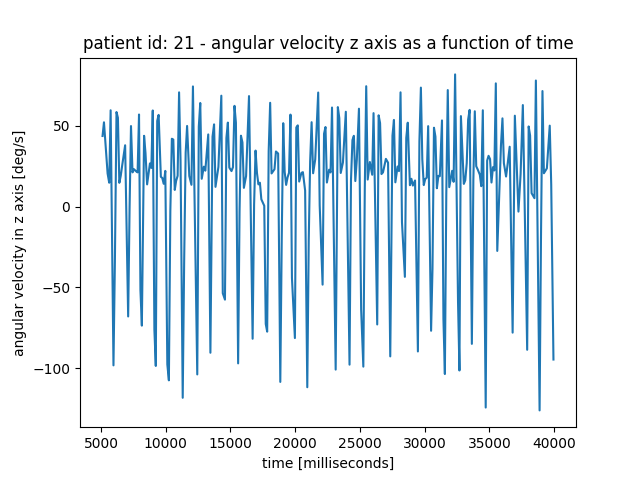 patient id: 21 - angular velocity z axis as a function of time
angular velocity in z axis [deg/s]
50
0
−50
−100
5000 10000 15000 20000 25000 30000 35000 40000
time [milliseconds]